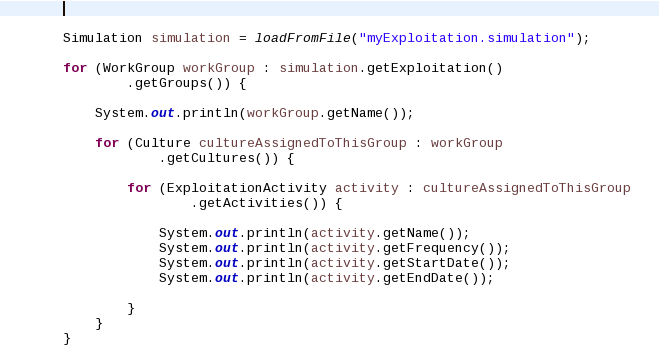 Simulation simulation = loadFromFile("myExploitation.simulation");
for (WorkGroup workGroup : simulation.getExploitation()
.getGroups()) {
System.out.println(workGroup.getName());
for (Culture cultureAssignedToThisGroup : workGroup
.getCultures()) {
for (ExploitationActivity activity : cultureAssignedToThisGroup
.getActivities()) {
System.out.println(activity.getName());
System.out.println(activity.getFrequency());
System.out.println(activity.getStartDate());
System.out.println(activity.getEndDate());
}
}
}